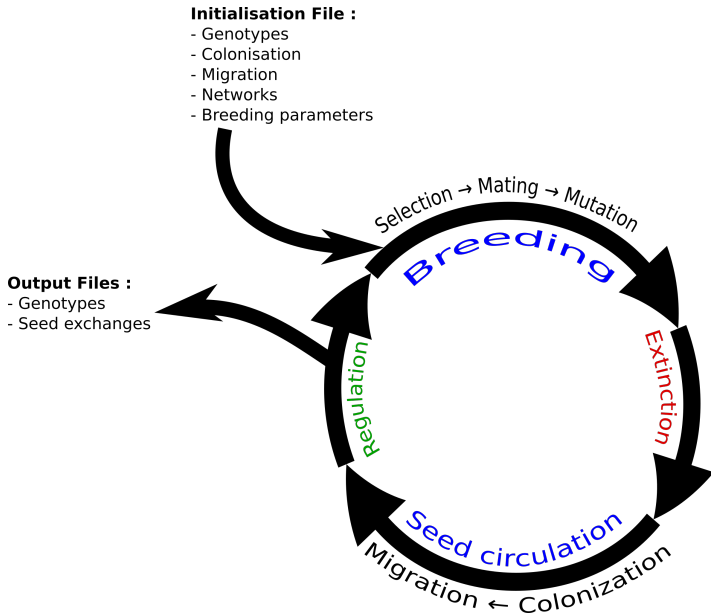 Initialisation File :
- Genotypes
- Colonisation
- Migration
- Networks
- Breeding parameters
Selection → Mating → Mutation
Breeding
Output Files :
- Genotypes
- Seed exchanges
Regulation
Extinction
Seed circulation
Migration ← Colonization